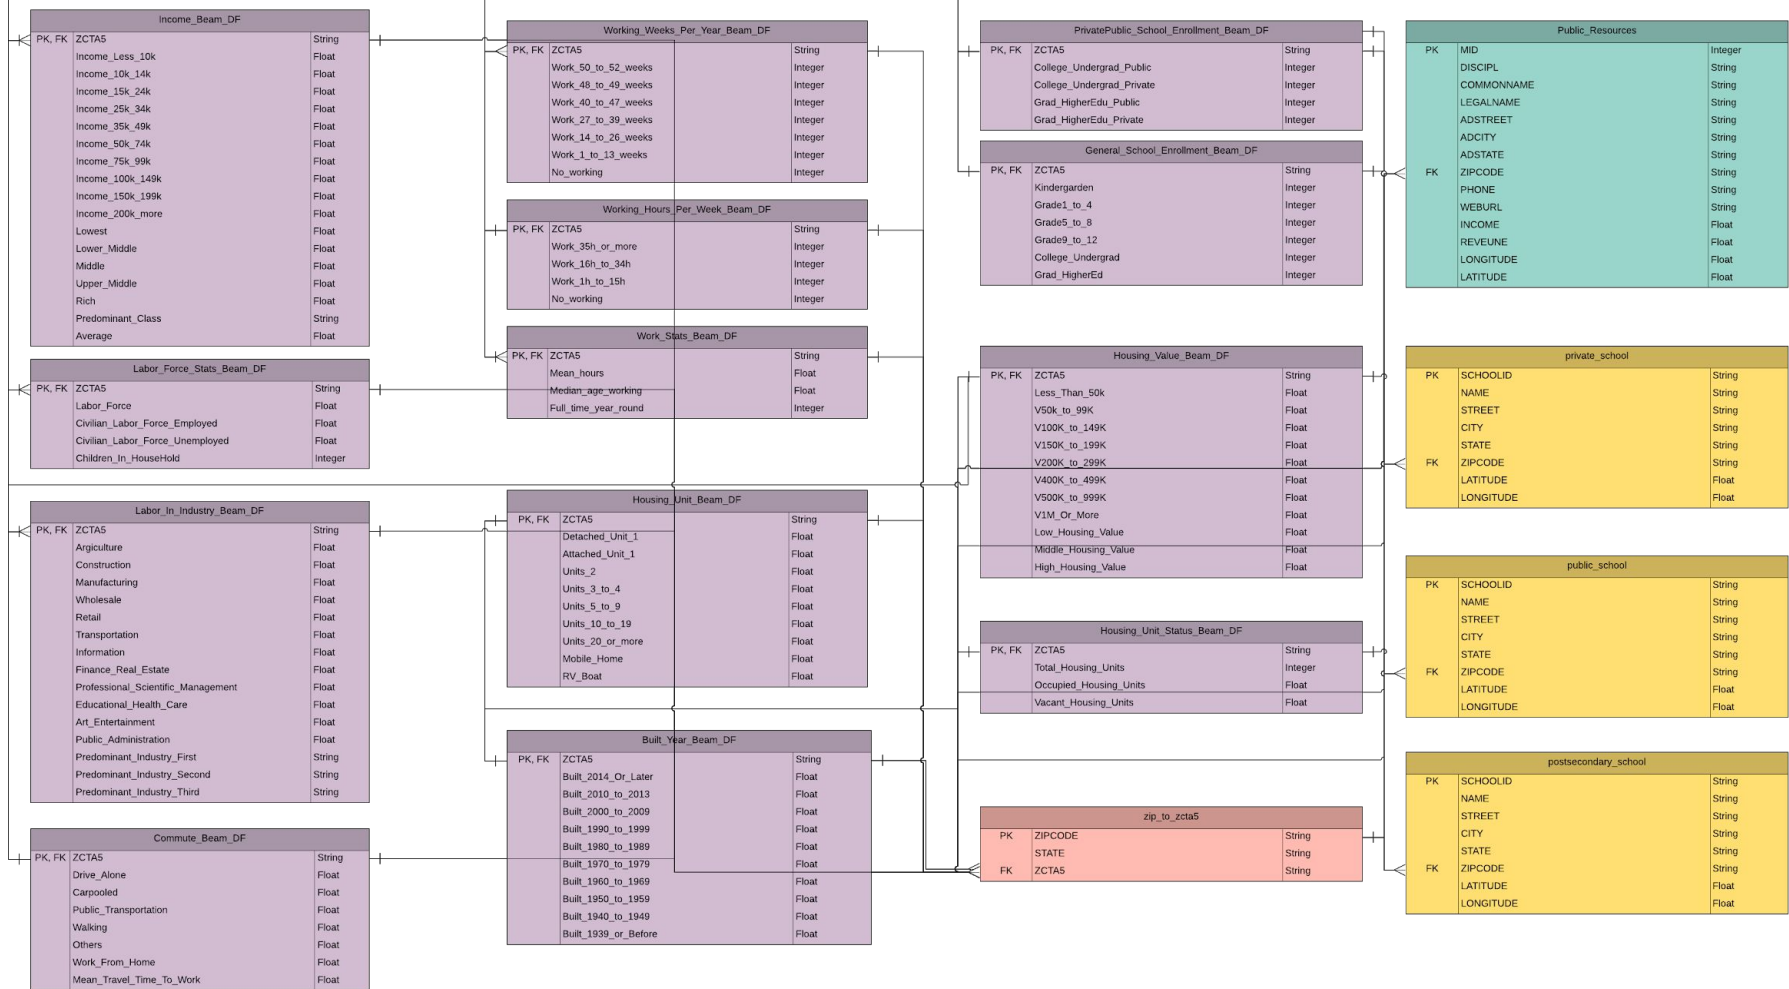 Income_Beam_DF
PK, FK ZCTA5 String
Income_Less_10k Float
Income_10k_14k Float
Income_15k_24k Float
Income_25k_34k Float
Income_35k_49k Float
Income_50k_74k Float
Income_75k_99k Float
Income_100k_149k Float
Income_150k_199k Float
Income_200k_more Float
Lowest Float
Lower_Middle Float
Middle Float
Upper_Middle Float
Rich Float
Predominant_Class String
Average Float
Labor_Force_Stats_Beam_DF
PK, FK ZCTA5 String
Labor_Force Float
Civilian_Labor_Force_Employed Float
Civilian_Labor_Force_Unemployed Float
Children_In_HouseHold Integer
Labor_In_Industry_Beam_DF
PK, FK ZCTA5 String
Argiculture Float
Construction Float
Manufacturing Float
Wholesale Float
Retail Float
Transportation Float
Information Float
Finance_Real_Estate Float
Professional_Scientific_Management Float
Educational_Health_Care Float
Art_Entertainment Float
Public_Administration Float
Predominant_Industry_First String
Predominant_Industry_Second String
Predominant_Industry_Third String
Commute_Beam_DF
PK, FK ZCTA5 String
Drive_Alone Float
Carpooled Float
Public_Transportation Float
Walking Float
Others Float
Work_From_Home Float
Mean_Travel_Time_To_Work Float
Working_Weeks_Per_Year_Beam_DF
PK, FK ZCTA5 String
Work_50_to_52_weeks Integer
Work_48_to_49_weeks Integer
Work_40_to_47_weeks Integer
Work_27_to_39_weeks Integer
Work_14_to_26_weeks Integer
Work_1_to_13_weeks Integer
No_working Integer
Working_Hours_Per_Week_Beam_DF
PK, FK ZCTA5 String
Work_35h_or_more Integer
Work_16h_to_34h Integer
Work_1h_to_15h Integer
No_working Integer
Work_Stats_Beam_DF
PK, FK ZCTA5 String
Mean_hours Float
Median_age_working Float
Full_time_year_round Integer
Housing_Unit_Beam_DF
PK, FK ZCTA5 String
Detached_Unit_1 Float
Attached_Unit_1 Float
Units_2 Float
Units_3_to_4 Float
Units_5_to_9 Float
Units_10_to_19 Float
Units_20_or_more Float
Mobile_Home Float
RV_Boat Float
Built_Year_Beam_DF
PK, FK ZCTA5 String
Built_2014_Or_Later Float
Built_2010_to_2013 Float
Built_2000_to_2009 Float
Built_1990_to_1999 Float
Built_1980_to_1989 Float
Built_1970_to_1979 Float
Built_1960_to_1969 Float
Built_1950_to_1959 Float
Built_1940_to_1949 Float
Built_1939_or_Before Float
PrivatePublic_School_Enrollment_Beam_DF
PK, FK ZCTA5 String
College_Undergrad_Public Integer
College_Undergrad_Private Integer
Grad_HigherEdu_Public Integer
Grad_HigherEdu_Private Integer
General_School_Enrollment_Beam_DF
PK, FK ZCTA5 String
Kindergarden Integer
Grade1_to_4 Integer
Grade5_to_8 Integer
Grade9_to_12 Integer
College_Undergrad Integer
Grad_HigherEd Integer
Housing_Value_Beam_DF
PK, FK ZCTA5 String
Less_Than_50k Float
V50k_to_99K Float
V100K_to_149K Float
V150K_to_199K Float
V200K_to_299K Float
V400K_to_499K Float
V500K_to_999K Float
V1M_Or_More Float
Low_Housing_Value Float
Middle_Housing_Value Float
High_Housing_Value Float
Housing_Unit_Status_Beam_DF
PK, FK ZCTA5 String
Total_Housing_Units Integer
Occupied_Housing_Units Float
Vacant_Housing_Units Float
zip_to_zcta5
PK ZIPCODE String
STATE String
FK ZCTA5 String
Public_Resources
PK MID Integer
DISCIPL String
COMMONNAME String
LEGALNAME String
ADSTREET String
ADCITY String
ADSTATE String
FK ZIPCODE String
PHONE String
WEBURL String
INCOME Float
REVEUNE Float
LONGITUDE Float
LATITUDE Float
private_school
PK SCHOOLID String
NAME String
STREET String
CITY String
STATE String
FK ZIPCODE String
LATITUDE Float
LONGITUDE Float
public_school
PK SCHOOLID String
NAME String
STREET String
CITY String
STATE String
FK ZIPCODE String
LATITUDE Float
LONGITUDE Float
postsecondary_school
PK SCHOOLID String
NAME String
STREET String
CITY String
STATE String
FK ZIPCODE String
LATITUDE Float
LONGITUDE Float